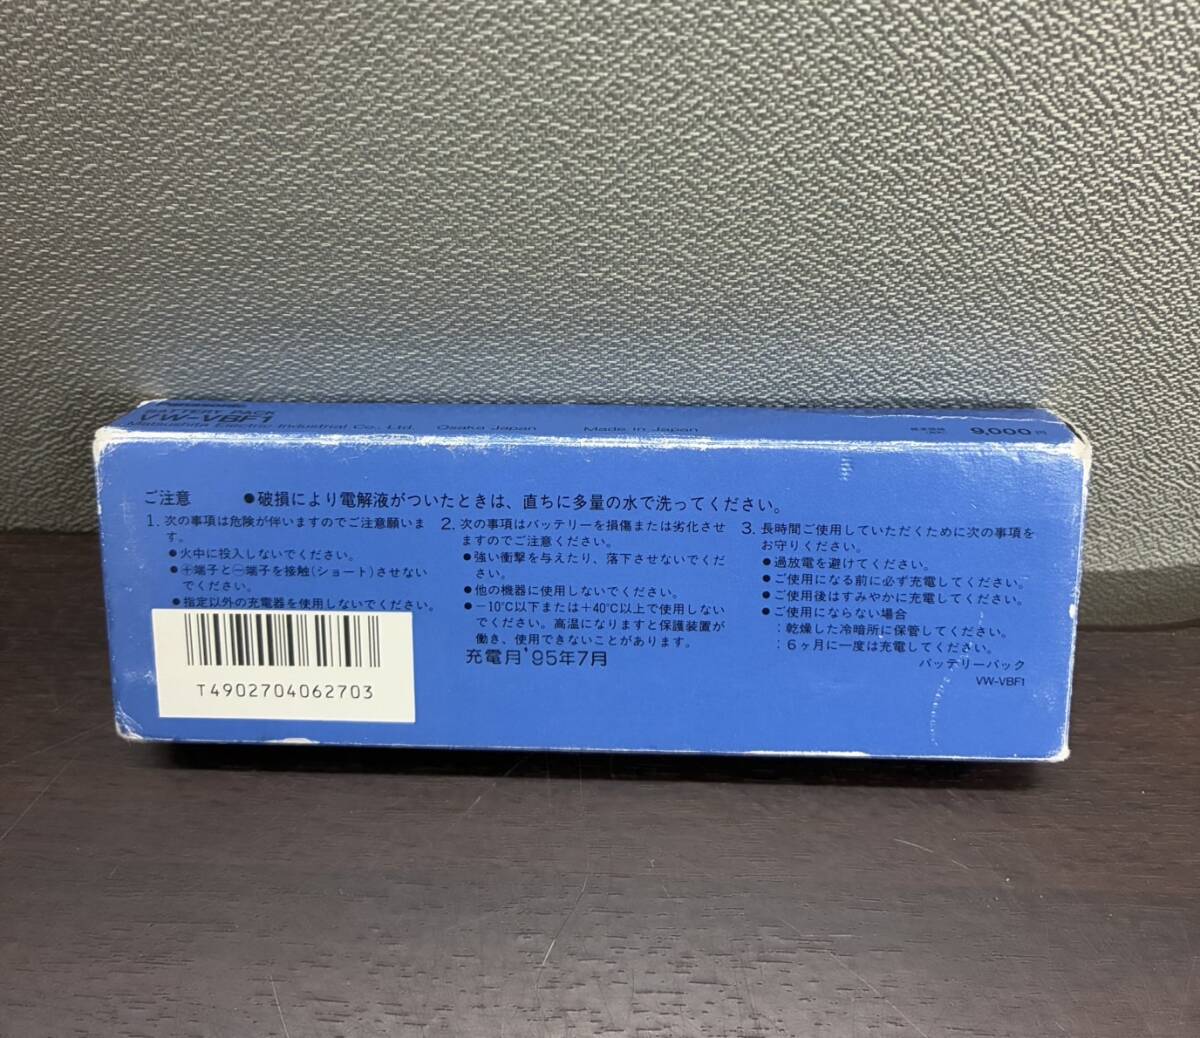 BATTERY PACK
VW-VBF1
Matsushita Electric Industrial Co., Ltd. Osaka Japan Made in Japan 9,000円
ご注意 ●破損により電解液がついたときは、直ちに多量の水で洗ってください。
1. 次の事項は危険が伴いますのでご注意願いま
す。
●火中に投入しないでください。
●⊕端子と⊖端子を接触(ショート)させない
でください。
●指定以外の充電器を使用しないでください。
T4902704062703
2. 次の事項はバッテリーを損傷または劣化させ
ますのでご注意ください。
●強い衝撃を与えたり、落下させないでくだ
さい。
●他の機器に使用しないでください。
●−10℃以下または+40℃以上で使用しない
でください。高温になりますと保護装置が
働き、使用できないことがあります。
充電月'95年7月
3. 長時間ご使用していただくために次の事項を
お守りください。
●過放電を避けてください。
●ご使用になる前に必ず充電してください。
●ご使用後はすみやかに充電してください。
●ご使用にならない場合
:乾燥した冷暗所に保管してください。
:6ヶ月に一度は充電してください。
バッテリーパック
VW-VBF1